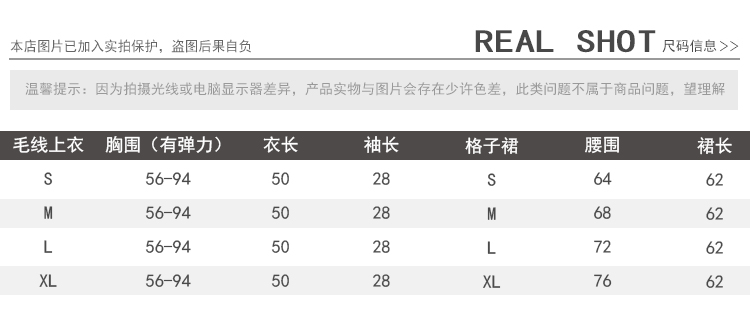 本店图片已加入实拍保护，盗图后果自负 REAL SHOT 尺码信息>>
温馨提示：因为拍摄光线或电脑显示器差异，产品实物与图片会存在少许色差，此类问题不属于商品问题，望理解
毛线上衣 胸围（有弹力） 衣长 袖长 格子裙 腰围 裙长
S 56-94 50 28 S 64 62
M 56-94 50 28 M 68 62
L 56-94 50 28 L 72 62
XL 56-94 50 28 XL 76 62